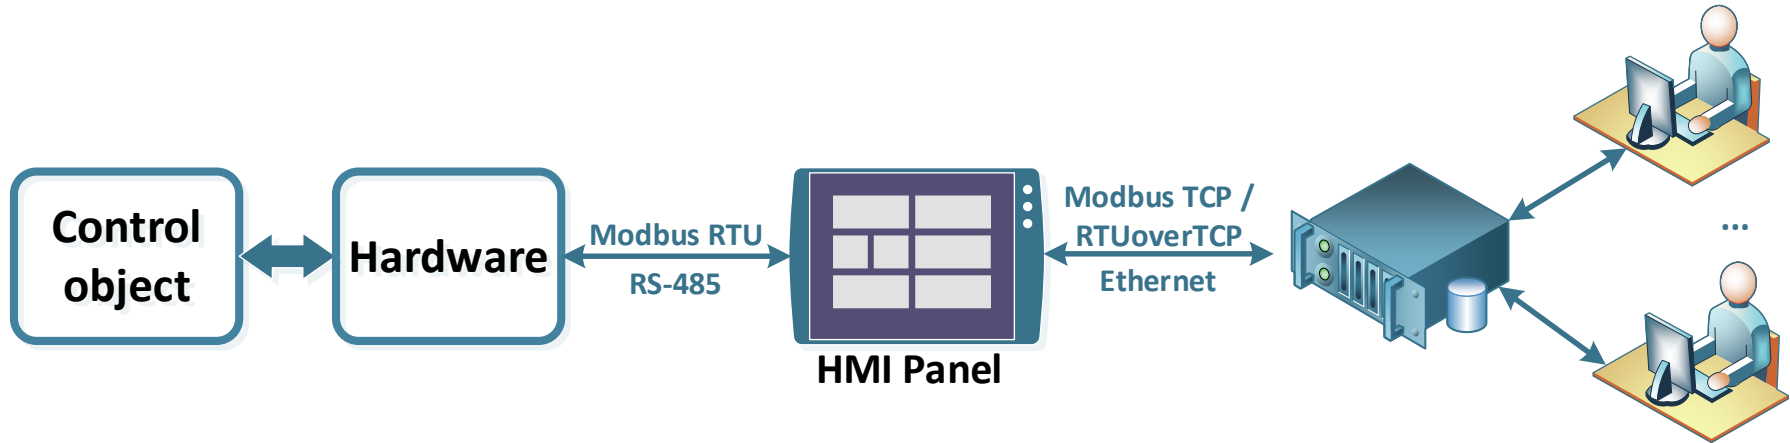 Control
object
Hardware
Modbus RTU
RS-485
HMI Panel
Modbus TCP /
RTUoverTCP
Ethernet
...